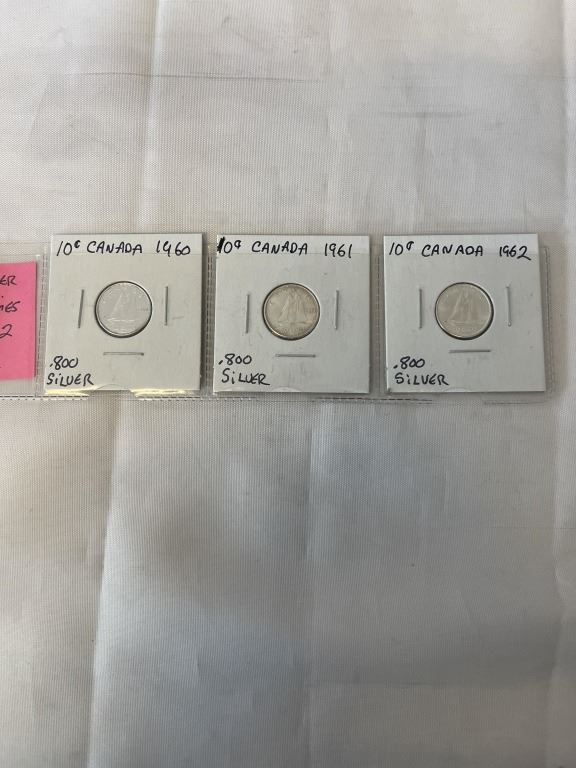 10¢ CANADA 1960
.800
SILVER
10¢ CANADA 1961
.800
SILVER
10¢ CANADA 1962
.800
SILVER